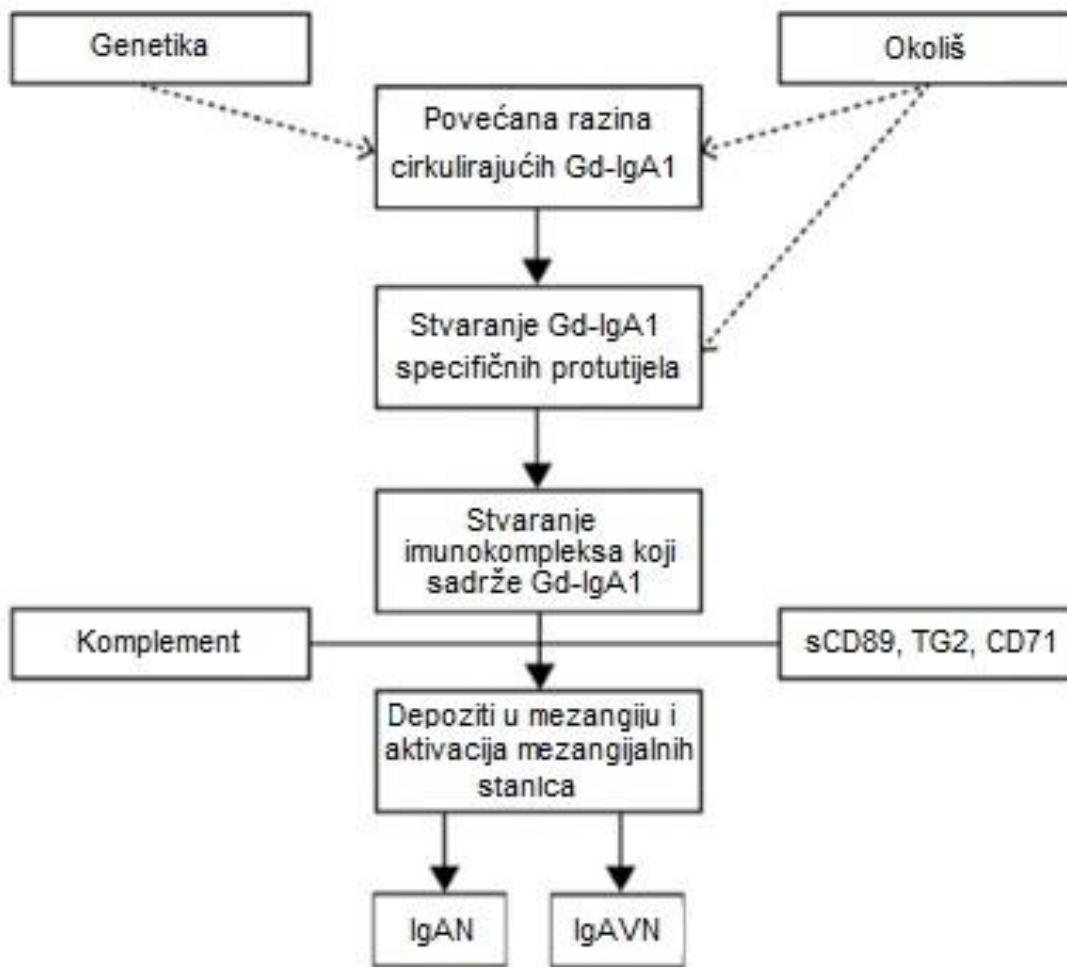 Genetika
Okoliš
Povećana razina
cirkulirajućih Gd-IgA1
Stvaranje Gd-IgA1
specifičnih protutijela
Stvaranje
imunokompleksa koji
sadrže Gd-IgA1
Komplement
sCD89, TG2, CD71
Depoziti u mezangiju i
aktivacija mezangijalnih
stanica
IgAN
IgAVN